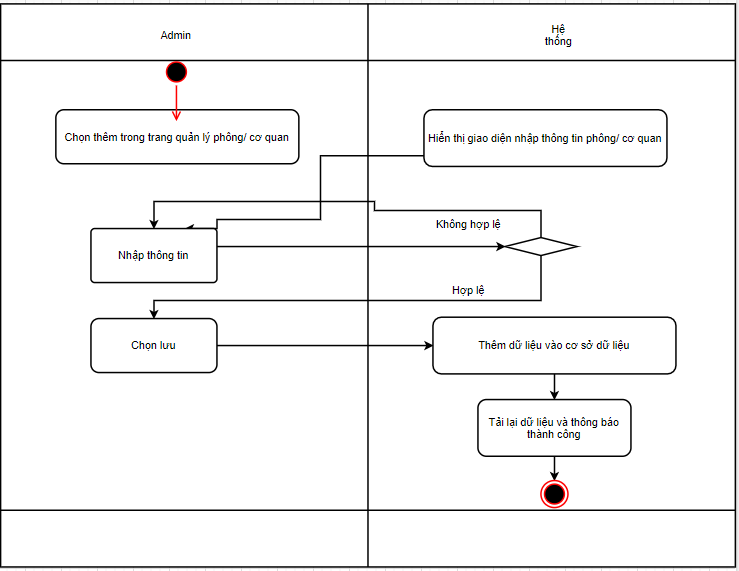 Admin
Hệ
thống
Chọn thêm trong trang quản lý phông/ cơ quan
Hiển thị giao diện nhập thông tin phông/ cơ quan
Không hợp lệ
Nhập thông tin
Hợp lệ
Chọn lưu
Thêm dữ liệu vào cơ sở dữ liệu
Tải lại dữ liệu và thông báo
thành công